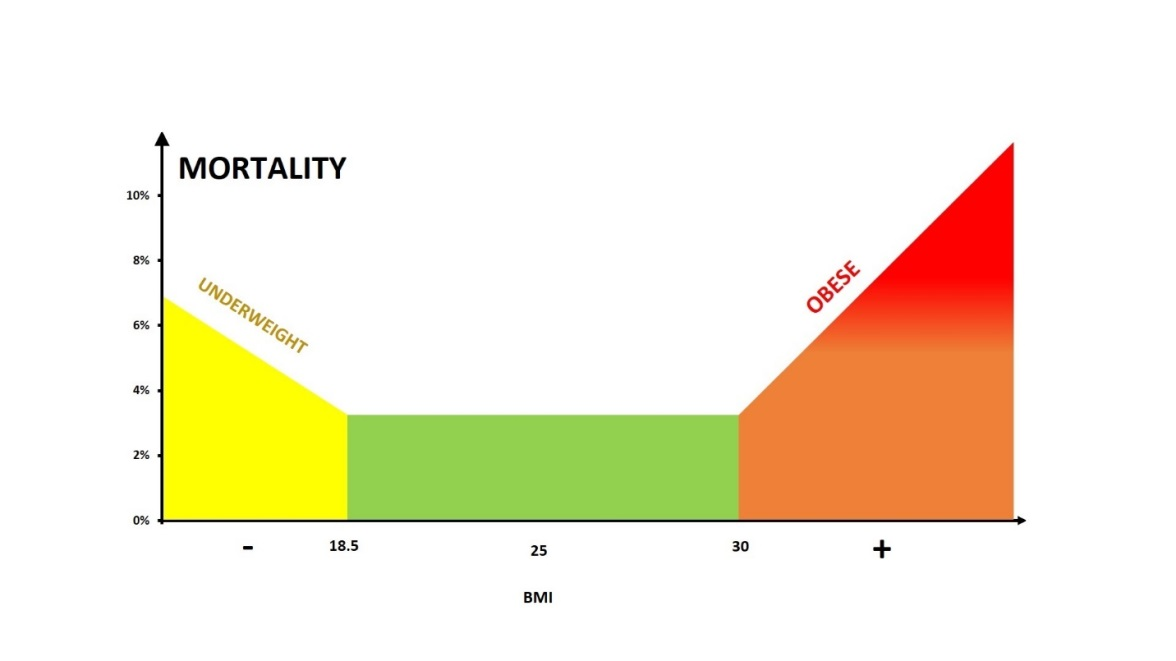 MORTALITY
10%
8%
UNDERWEIGHT
OBESE
6%
4%
2%
0%
- 18.5 25 30 +
BMI